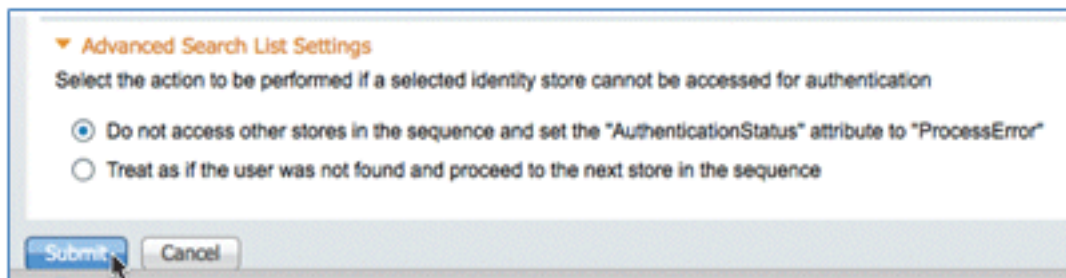 Advanced Search List Settings
Select the action to be performed if a selected identity store cannot be accessed for authentication
Do not access other stores in the sequence and set the "AuthenticationStatus" attribute to "ProcessError"
Treat as if the user was not found and proceed to the next store in the sequence
Submit Cancel